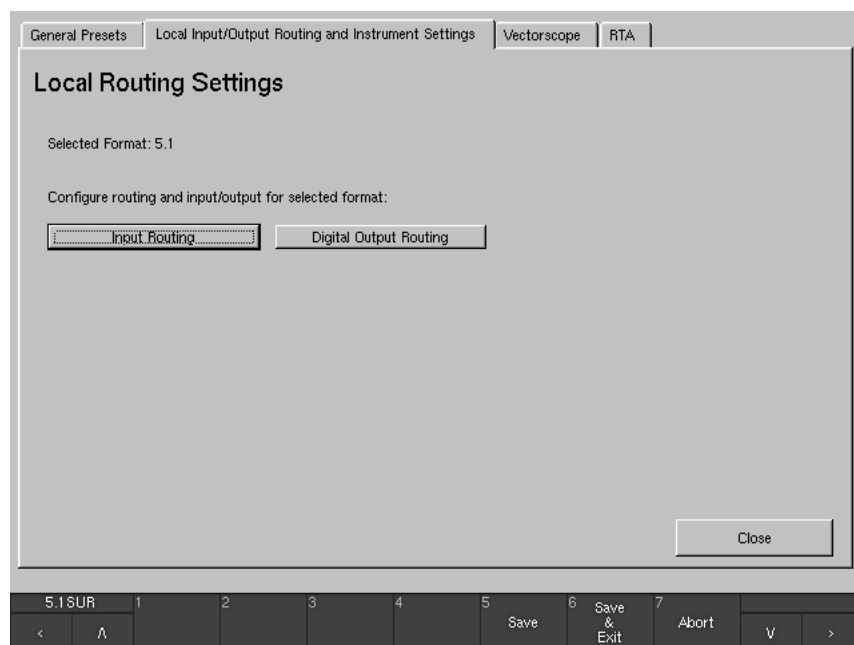 General Presets
Local Input/Output Routing and Instrument Settings
Vectorscope
RTA
Local Routing Settings
Selected Format: 5.1
Configure routing and input/output for selected format:
Input Routing
Digital Output Routing
Close
5.1SUR
1
2
3
4
5
Save
6
Save
&
Exit
7
Abort
<
Λ
V
>